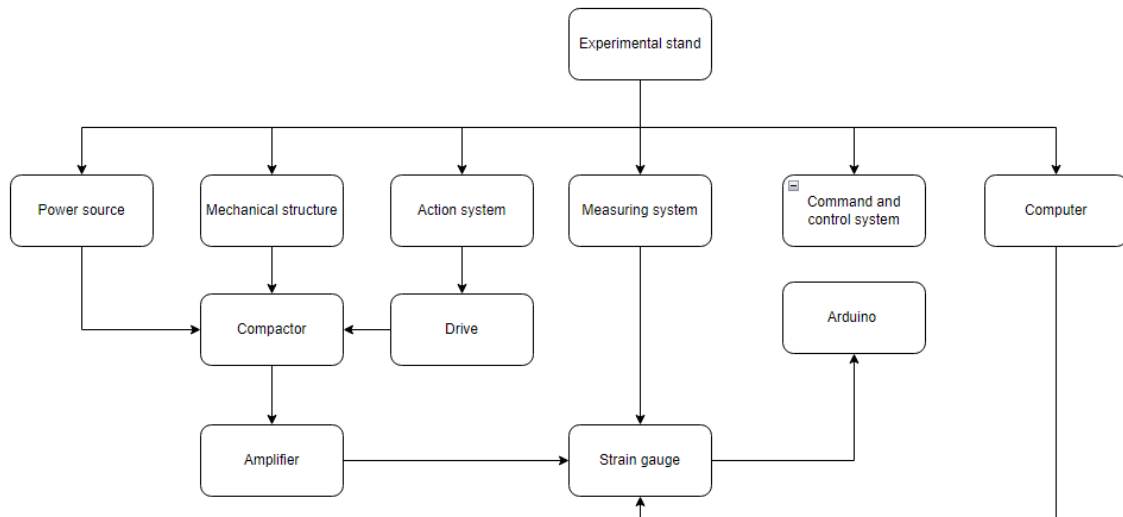 Experimental stand
Power source
Mechanical structure
Action system
Measuring system
Command and
control system
Computer
Compactor
Drive
Arduino
Amplifier
Strain gauge